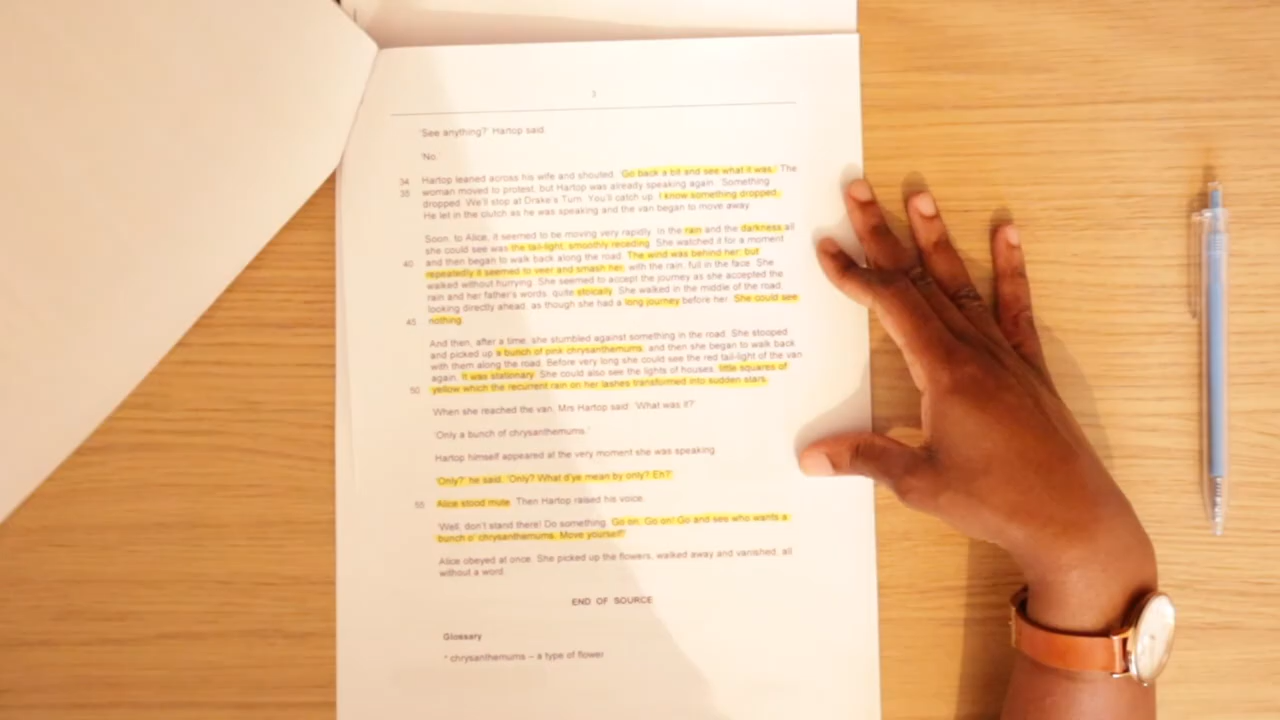 3
'See anything?' Hartop said.
'No.'
34 Hartop leaned across his wife and shouted. 'Go back a bit and see what it was.' The
35 woman moved to protest, but Hartop was already speaking again. 'Something
dropped. We'll stop at Drake's Turn. You'll catch up. I know something dropped.'
He let in the clutch as he was speaking and the van began to move away.
Soon, to Alice, it seemed to be moving very rapidly. In the rain and the darkness all
she could see was the tail-light, smoothly receding. She watched it for a moment
40 and then began to walk back along the road. The wind was behind her; but
repeatedly it seemed to veer and smash her, with the rain, full in the face. She
walked without hurrying. She seemed to accept the journey as she accepted the
rain and her father's words, quite stoically. She walked in the middle of the road,
looking directly ahead, as though she had a long journey before her. She could see
45 nothing.
And then, after a time, she stumbled against something in the road. She stooped
and picked up a bunch of pink chrysanthemums, and then she began to walk back
with them along the road. Before very long she could see the red tail-light of the van
again. It was stationary. She could also see the lights of houses, little squares of
50 yellow which the recurrent rain on her lashes transformed into sudden stars.
When she reached the van, Mrs Hartop said: 'What was it?'
'Only a bunch of chrysanthemums.'
Hartop himself appeared at the very moment she was speaking.
'Only?' he said. 'Only? What d'ye mean by only? Eh?'
55 Alice stood mute. Then Hartop raised his voice.
'Well, don't stand there! Do something. Go on. Go on! Go and see who wants a
bunch o' chrysanthemums. Move yourself!'
Alice obeyed at once. She picked up the flowers, walked away and vanished, all
without a word.
END OF SOURCE
Glossary
* chrysanthemums – a type of flower